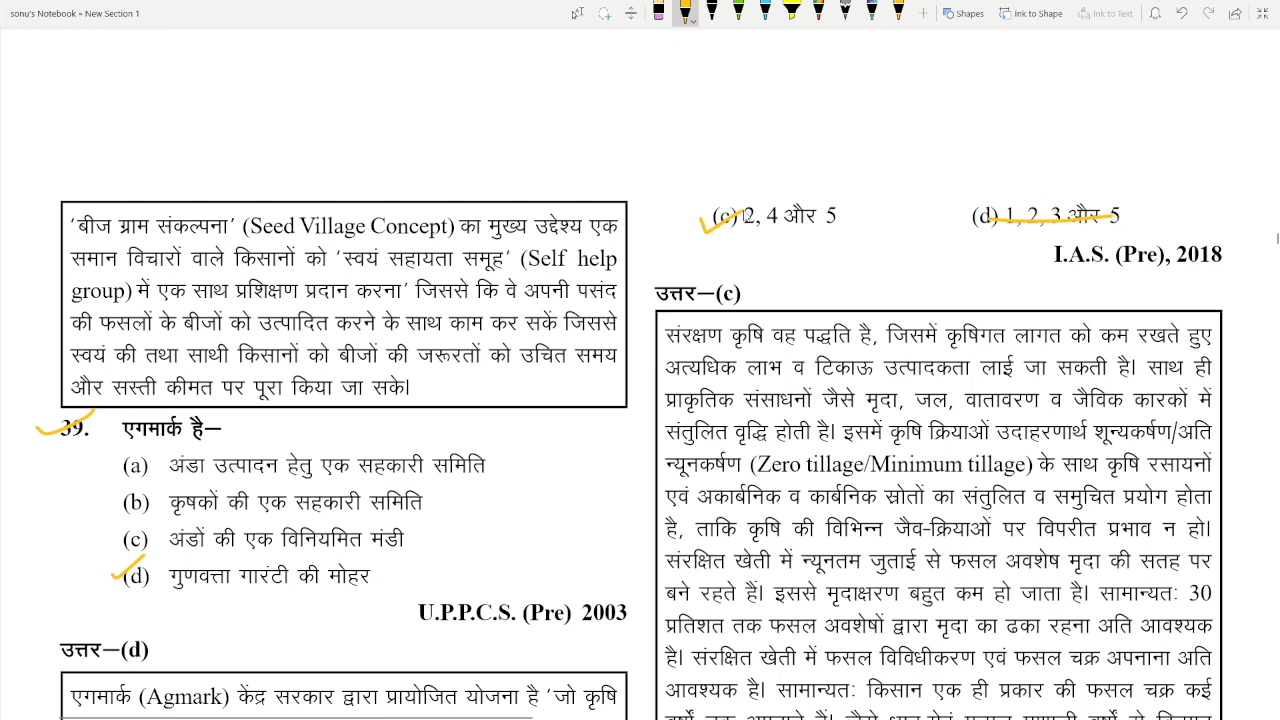 sonu's Notebook » New Section 1
Shapes
Ink to Shape
Ink to Text
'बीज ग्राम संकल्पना' (Seed Village Concept) का मुख्य उद्देश्य एक
समान विचारों वाले किसानों को 'स्वयं सहायता समूह' (Self help
group) में एक साथ प्रशिक्षण प्रदान करना' जिससे कि वे अपनी पसंद
की फसलों के बीजों को उत्पादित करने के साथ काम कर सकें जिससे
स्वयं की तथा साथी किसानों को बीजों की जरूरतों को उचित समय
और सस्ती कीमत पर पूरा किया जा सके।
39. एगमार्क है–
(a) अंडा उत्पादन हेतु एक सहकारी समिति
(b) कृषकों की एक सहकारी समिति
(c) अंडों की एक विनियमित मंडी
(d) गुणवत्ता गारंटी की मोहर
U.P.P.C.S. (Pre) 2003
उत्तर–(d)
एगमार्क (Agmark) केंद्र सरकार द्वारा प्रायोजित योजना है 'जो कृषि
(c) 2, 4 और 5
(d) 1, 2, 3 और 5
I.A.S. (Pre), 2018
उत्तर–(c)
संरक्षण कृषि वह पद्धति है, जिसमें कृषिगत लागत को कम रखते हुए
अत्यधिक लाभ व टिकाऊ उत्पादकता लाई जा सकती है। साथ ही
प्राकृतिक संसाधनों जैसे मृदा, जल, वातावरण व जैविक कारकों में
संतुलित वृद्धि होती है। इसमें कृषि क्रियाओं उदाहरणार्थ शून्यकर्षण/अति
न्यूनकर्षण (Zero tillage/Minimum tillage) के साथ कृषि रसायनों
एवं अकार्बनिक व कार्बनिक स्रोतों का संतुलित व समुचित प्रयोग होता
है, ताकि कृषि की विभिन्न जैव-क्रियाओं पर विपरीत प्रभाव न हो।
संरक्षित खेती में न्यूनतम जुताई से फसल अवशेष मृदा की सतह पर
बने रहते हैं। इससे मृदाक्षरण बहुत कम हो जाता है। सामान्यत: 30
प्रतिशत तक फसल अवशेषों द्वारा मृदा का ढका रहना अति आवश्यक
है। संरक्षित खेती में फसल विविधीकरण एवं फसल चक्र अपनाना अति
आवश्यक है। सामान्यत: किसान एक ही प्रकार की फसल चक्र कई